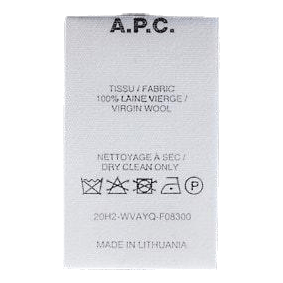 A.P.C.
TISSU / FABRIC
100% LAINE VIERGE /
VIRGIN WOOL
NETTOYAGE À SEC /
DRY CLEAN ONLY
20H2-WVAYQ-F08300
MADE IN LITHUANIA